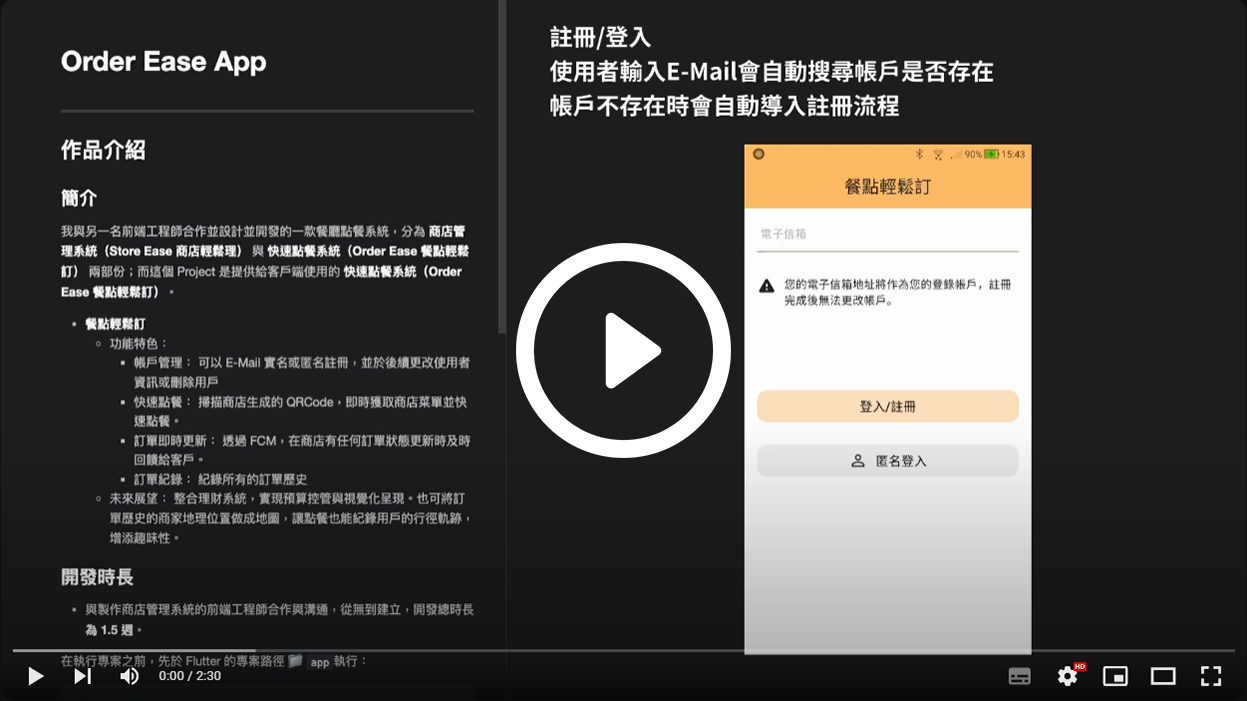 Order Ease App
作品介紹
簡介
我與另一名前端工程師合作並設計並開發的一款餐廳點餐系統，分為 商店管
理系統（Store Ease 商店輕鬆理） 與 快速點餐系統（Order Ease 餐點輕鬆
訂） 兩部份；而這個 Project 是提供給客戶端使用的 快速點餐系統（Order
Ease 餐點輕鬆訂）。
• 餐點輕鬆訂
◦ 功能特色：
▪ 帳戶管理： 可以 E-Mail 實名或匿名註冊，並於後續更改使用者
資訊或刪除用戶
▪ 快速點餐： 掃描商店生成的 QRCode，即時獲取商店菜單並快
速點餐。
▪ 訂單即時更新： 透過 FCM，在商店有任何訂單狀態更新時及時
回饋給客戶。
▪ 訂單紀錄： 紀錄所有的訂單歷史
◦ 未來展望： 整合理財系統，實現預算控管與視覺化呈現。也可將訂
單歷史的商家地理位置做成地圖，讓點餐也能紀錄用戶的行徑軌跡，
增添趣味性。
開發時長
• 與製作商店管理系統的前端工程師合作與溝通，從無到建立，開發總時長
為 1.5 週。
在執行專案之前，先於 Flutter 的專案路徑 app 執行：
註冊/登入
使用者輸入E-Mail會自動搜尋帳戶是否存在
帳戶不存在時會自動導入註冊流程
90% 15:43
餐點輕鬆訂
電子信箱
您的電子信箱地址將作為您的登錄帳戶，註冊
完成後無法更改帳戶。
登入/註冊
匿名登入
0:00 / 2:30
HD